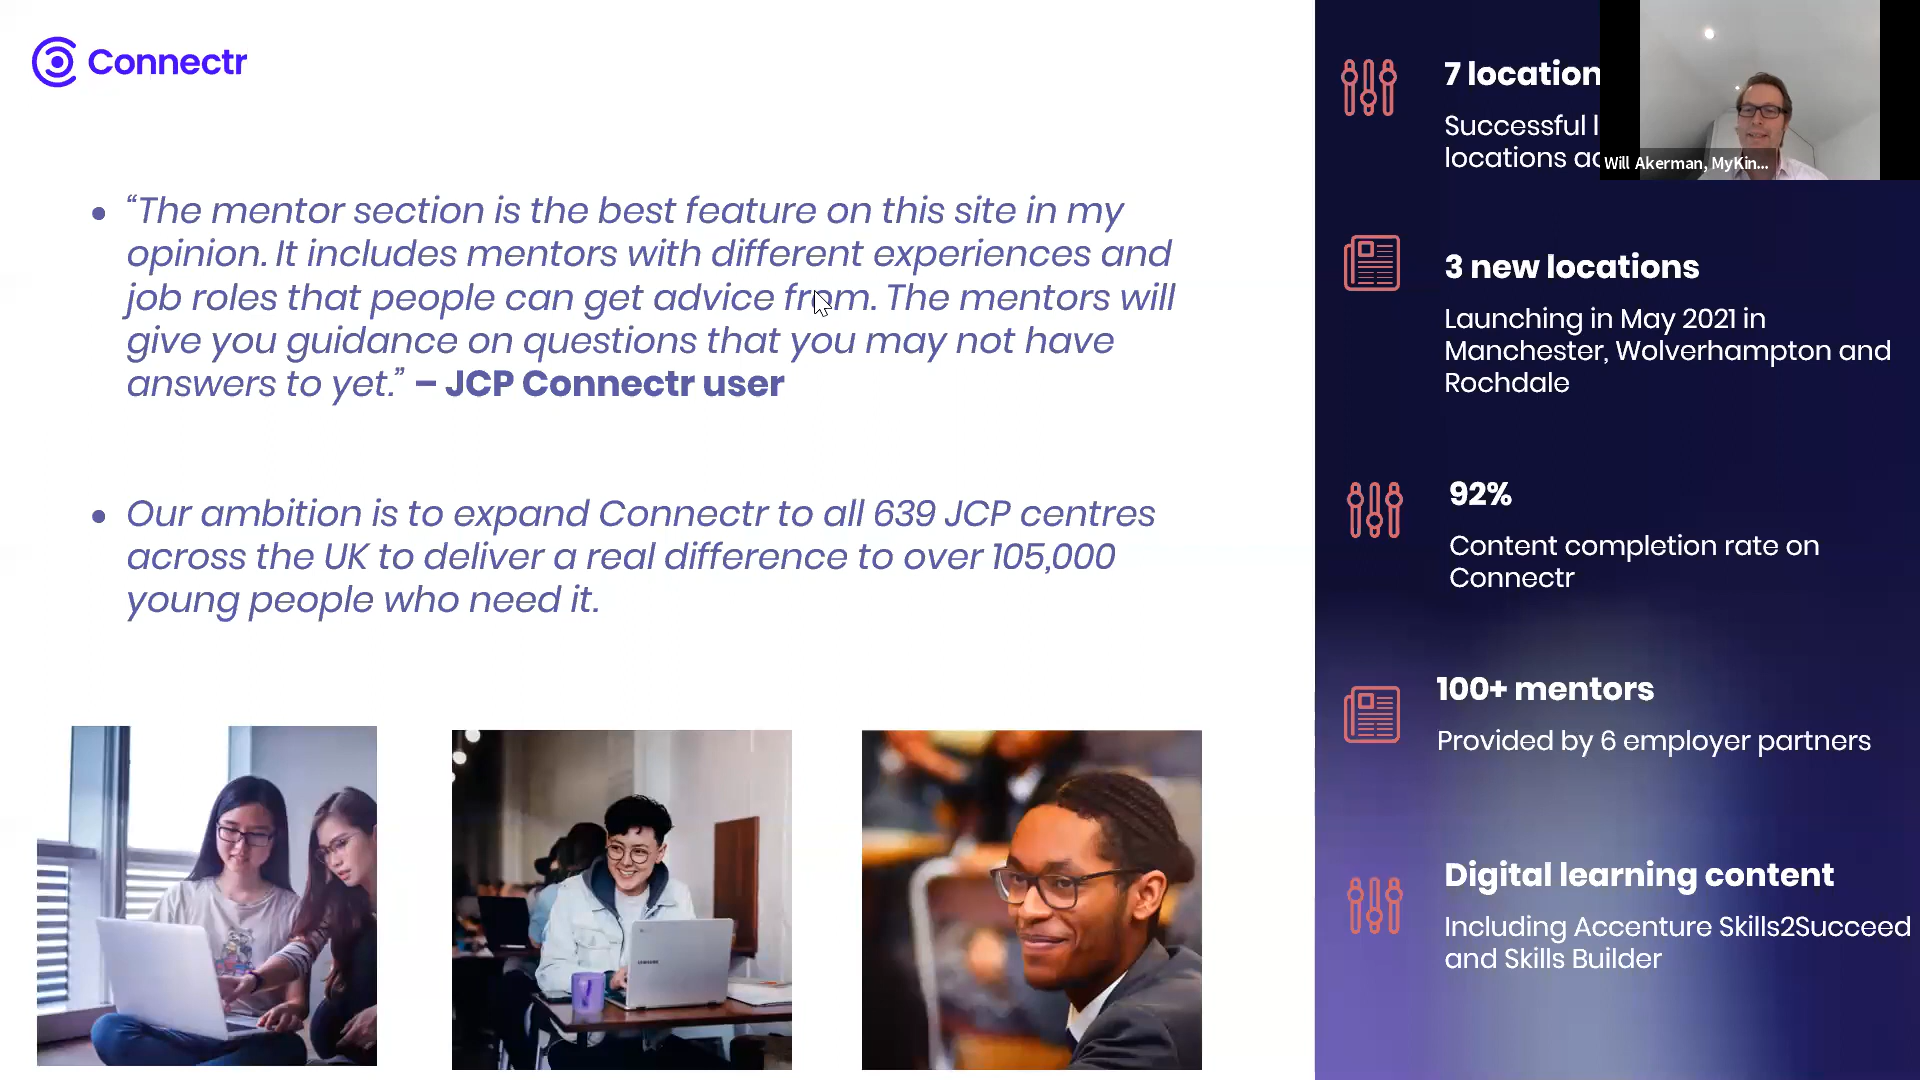 Connectr
“The mentor section is the best feature on this site in my
opinion. It includes mentors with different experiences and
job roles that people can get advice from. The mentors will
give you guidance on questions that you may not have
answers to yet.” – JCP Connectr user
Our ambition is to expand Connectr to all 639 JCP centres
across the UK to deliver a real difference to over 105,000
young people who need it.
SAMSUNG
7 location
Successful l
locations ac
Will Akerman, MyKin...
3 new locations
Launching in May 2021 in
Manchester, Wolverhampton and
Rochdale
92%
Content completion rate on
Connectr
100+ mentors
Provided by 6 employer partners
Digital learning content
Including Accenture Skills2Succeed
and Skills Builder